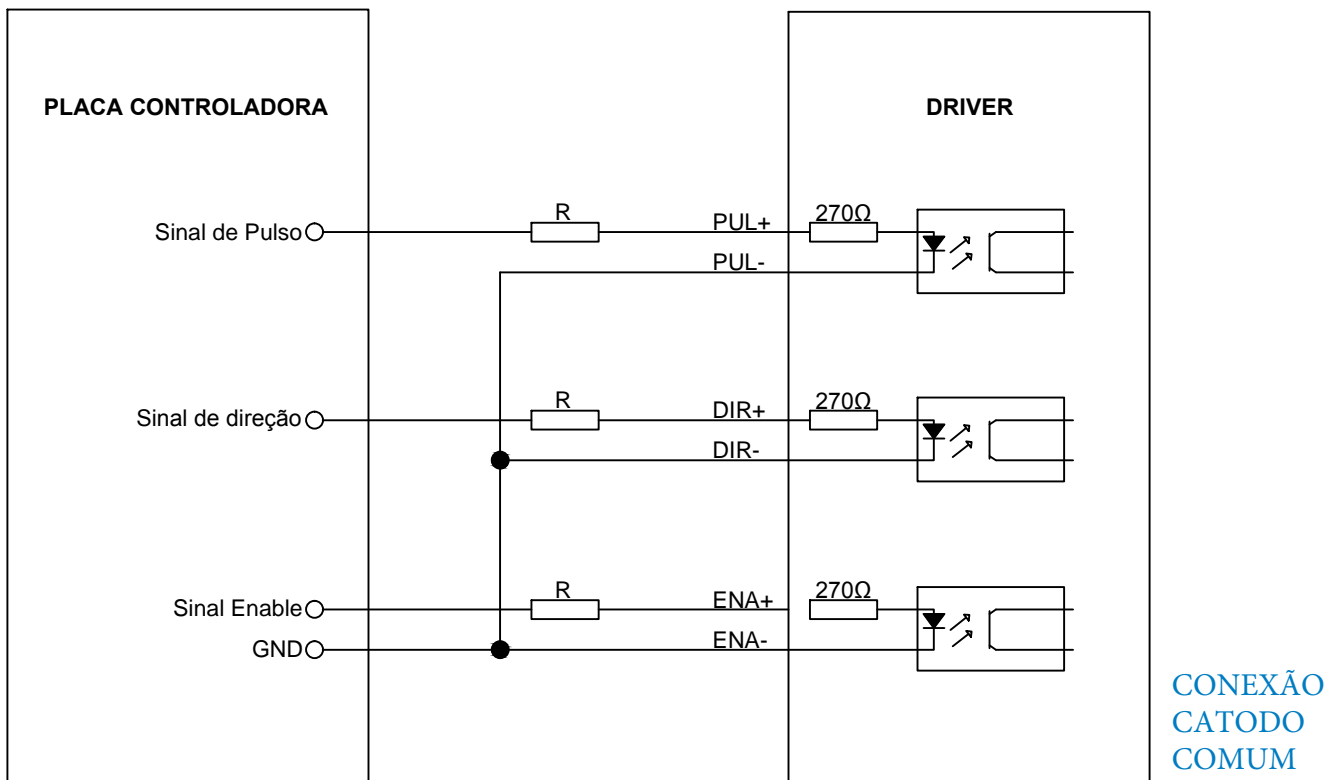 PLACA CONTROLADORA
DRIVER
Sinal de Pulso
R
PUL+
270Ω
PUL-
Sinal de direção
R
DIR+
270Ω
DIR-
Sinal Enable
R
ENA+
270Ω
GND
ENA-
CONEXÃO
CATODO
COMUM